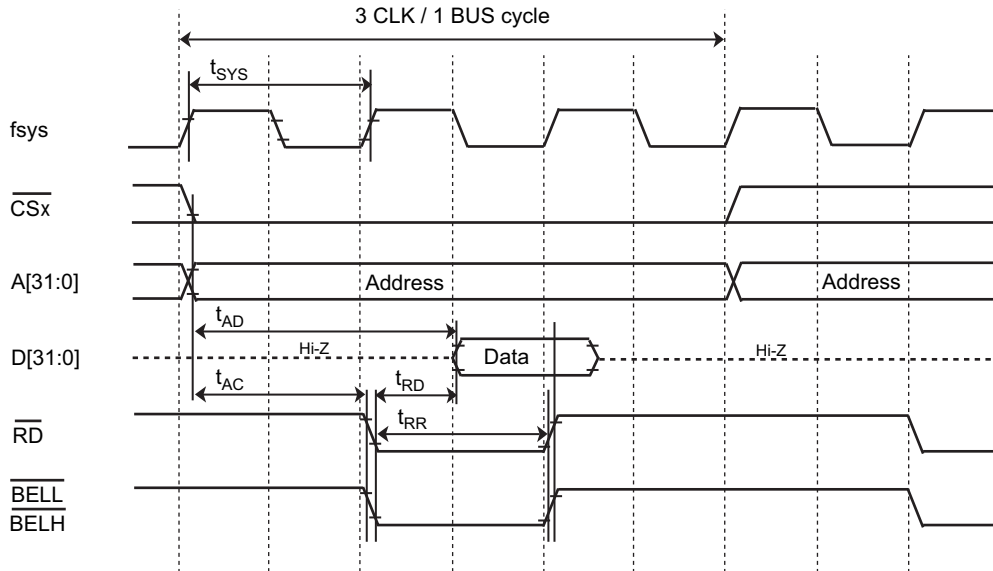 3 CLK / 1 BUS cycle
tSYS
fsys
CSx
A[31:0]
Address
Address
tAD
D[31:0]
Hi-Z
Data
Hi-Z
tAC
tRD
tRR
RD
BELL
BELH